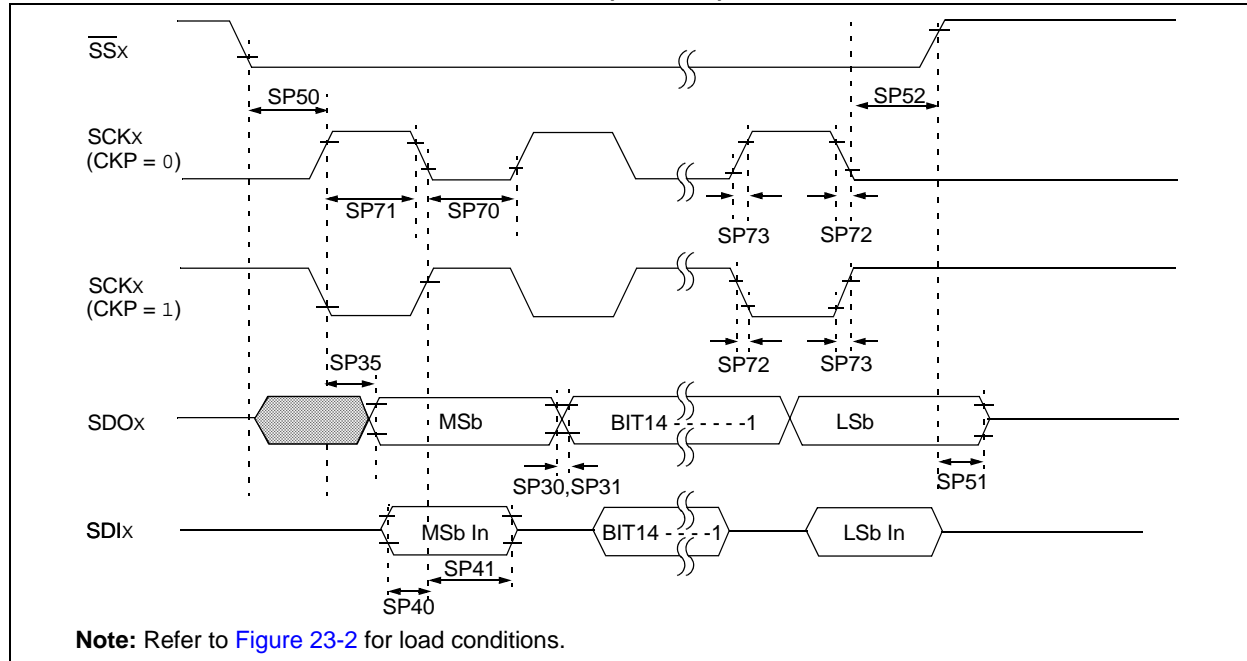 SSX
SP50
SP52
SCKX
(CKP = 0)
SP71
SP70
SP73
SP72
SCKX
(CKP = 1)
SP35
SP72
SP73
SDOX
MSb
BIT14 - - - - - -1
LSb
SP30,SP31
SP51
SDIX
MSb In
BIT14 - - - -1
LSb In
SP41
SP40
Note: Refer to Figure 23-2 for load conditions.